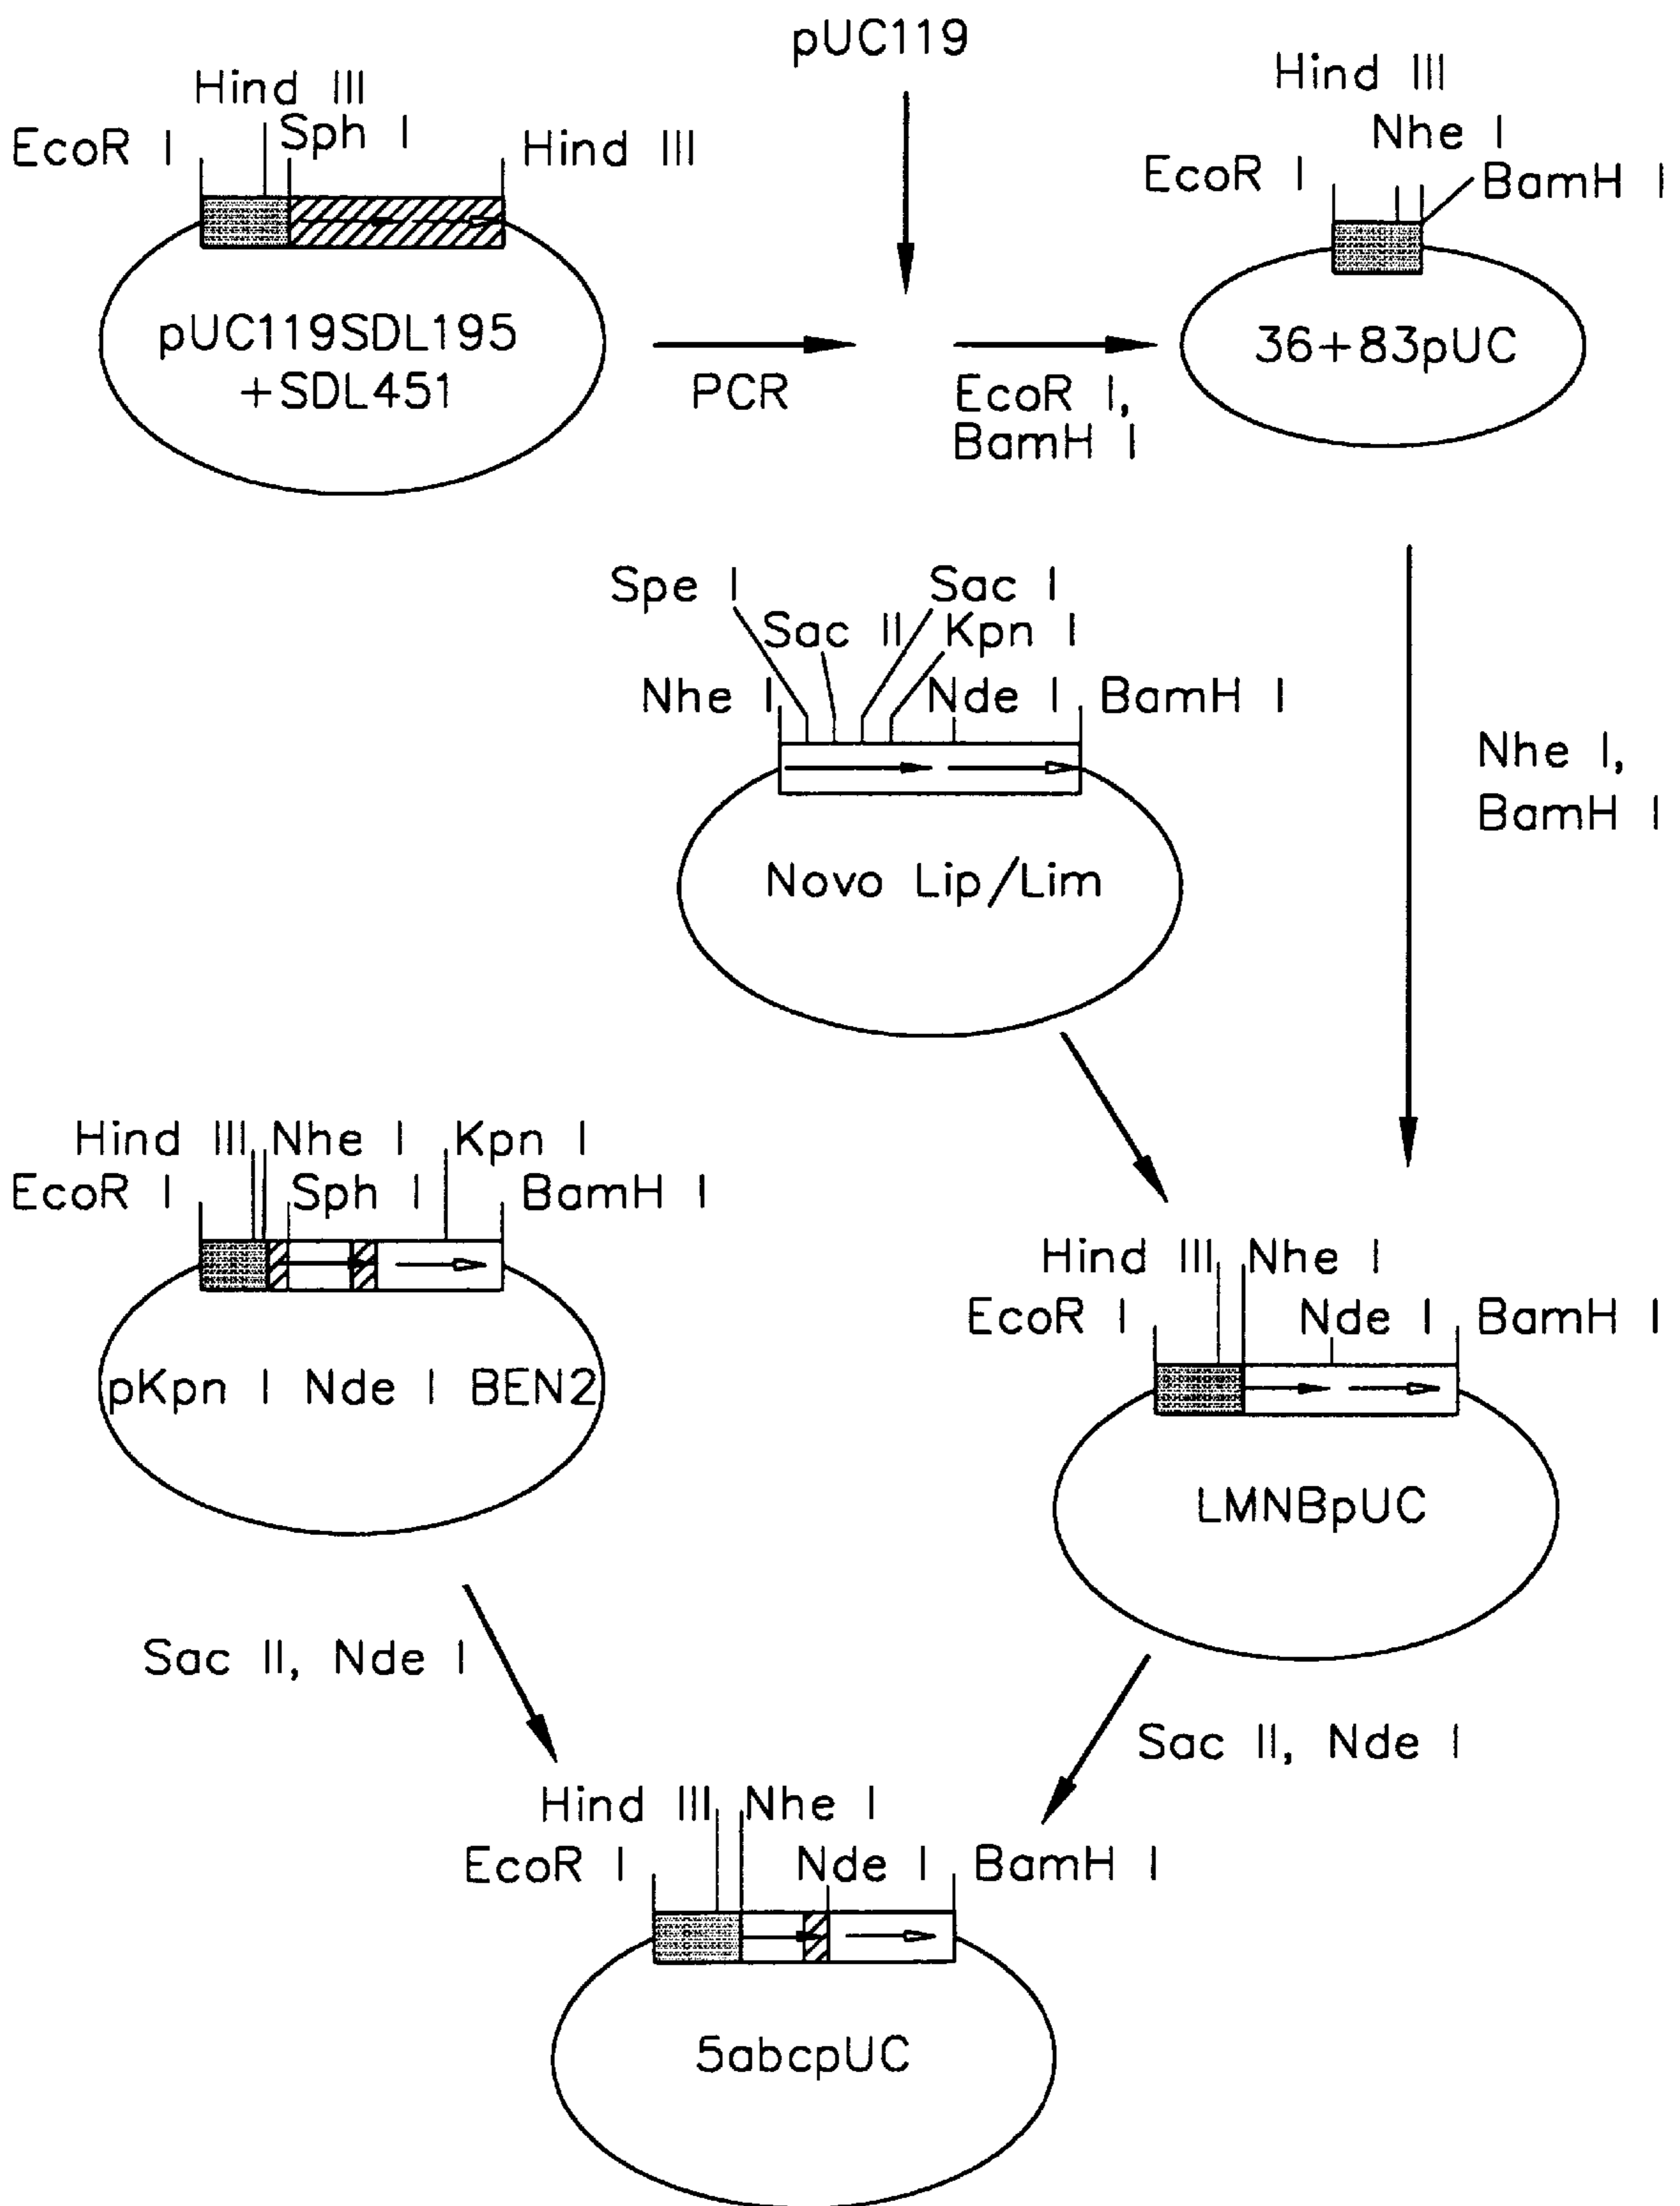 pUC119
Hind III
EcoR I
Sph I
Hind III
pUC119SDL195
+SDL451
PCR
EcoR I,
BamH I
Hind III
Nhe I
EcoR I
BamH I
36+83pUC
Spe I
Sac I
Sac II
Kpn I
Nhe I
Nde I
BamH I
Novo Lip/Lim
Nhe I,
BamH I
Hind III
Nhe I
Kpn I
EcoR I
Sph I
BamH I
pKpn I Nde I BEN2
Hind III
Nhe I
EcoR I
Nde I
BamH I
LMNBpUC
Sac II, Nde I
Sac II, Nde I
Hind III
Nhe I
EcoR I
Nde I
BamH I
5abcpUC